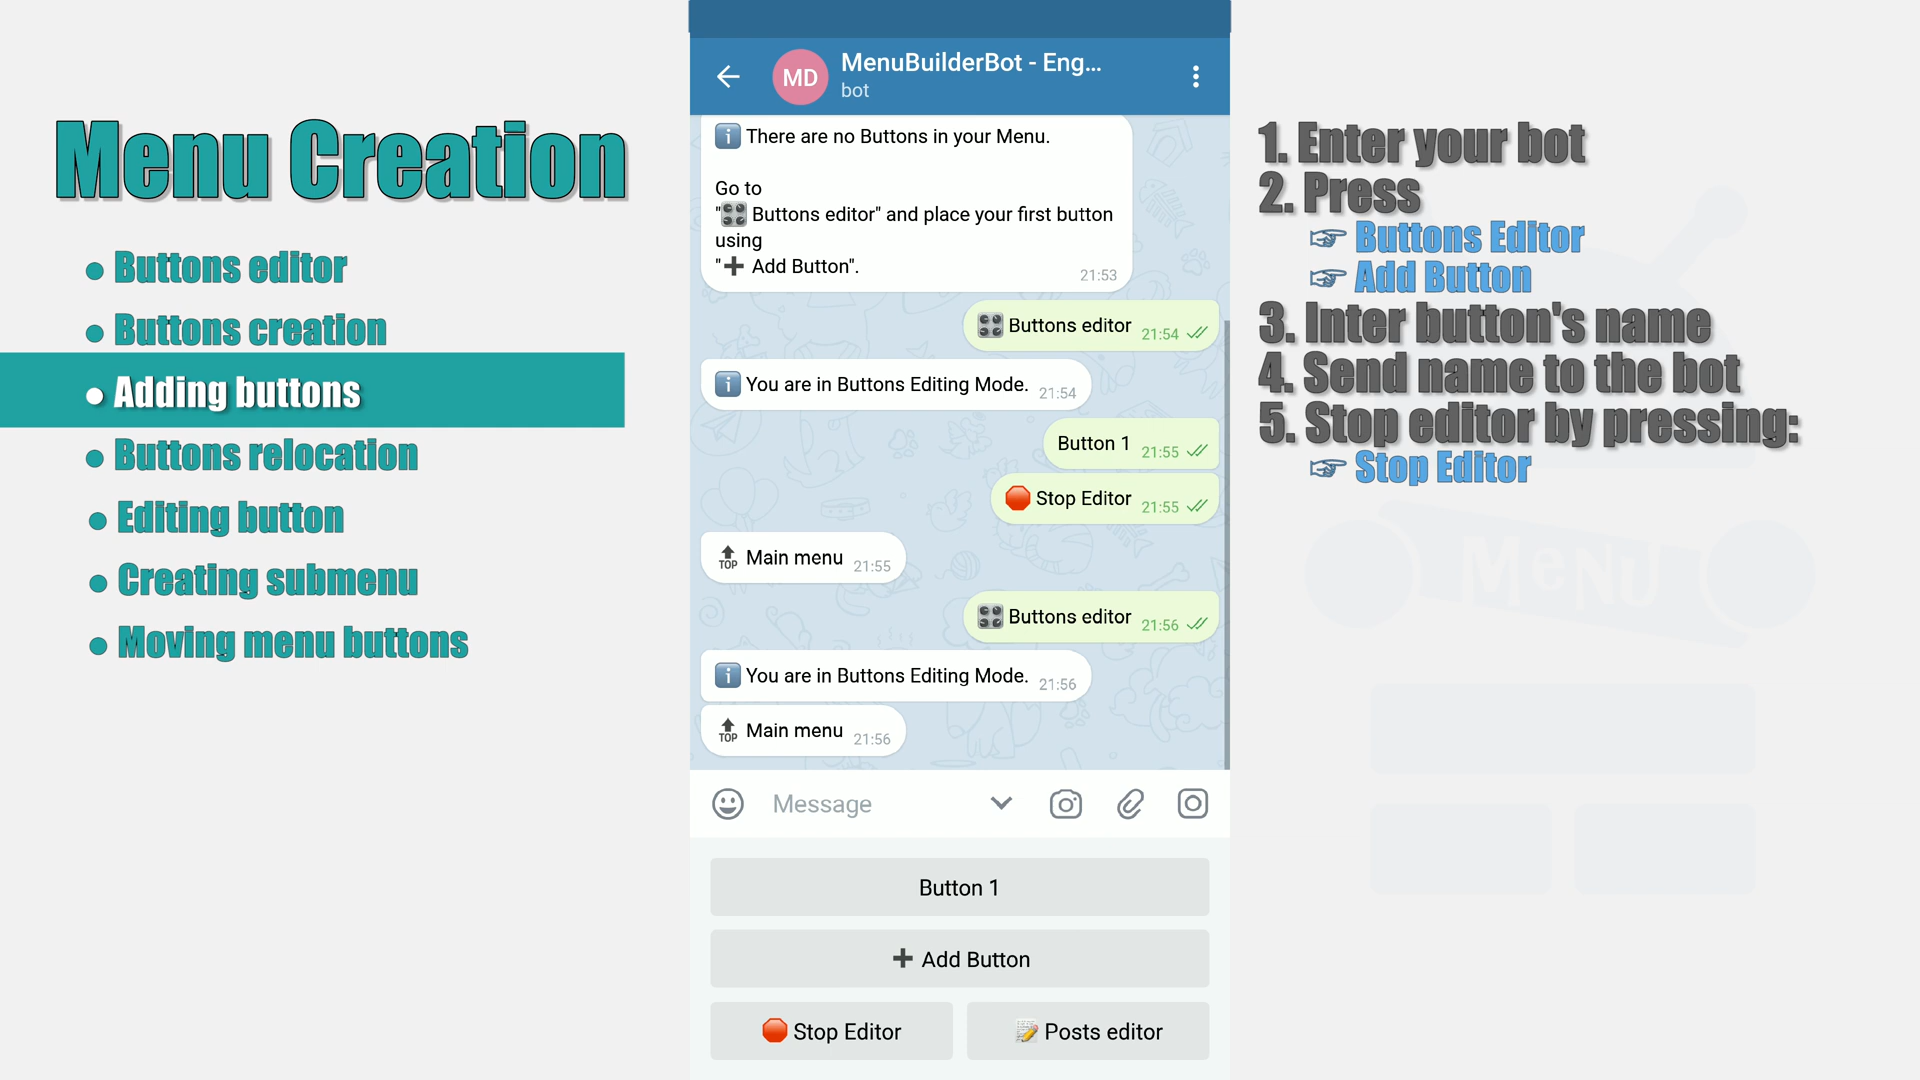 Menu Creation
● Buttons editor
● Buttons creation
● Adding buttons
● Buttons relocation
● Editing button
● Creating submenu
● Moving menu buttons
MD
MenuBuilderBot - Eng...
bot
ℹ️ There are no Buttons in your Menu.
Go to
"🎛 Buttons editor" and place your first button
using
"➕ Add Button".
21:53
🎛 Buttons editor 21:54
ℹ️ You are in Buttons Editing Mode. 21:54
Button 1 21:55
🛑 Stop Editor 21:55
🔝 Main menu 21:55
🎛 Buttons editor 21:56
ℹ️ You are in Buttons Editing Mode. 21:56
🔝 Main menu 21:56
Message
Button 1
➕ Add Button
🛑 Stop Editor
📝 Posts editor
1. Enter your bot
2. Press
☞ Buttons Editor
☞ Add Button
3. Inter button's name
4. Send name to the bot
5. Stop editor by pressing:
☞ Stop Editor
MeNU